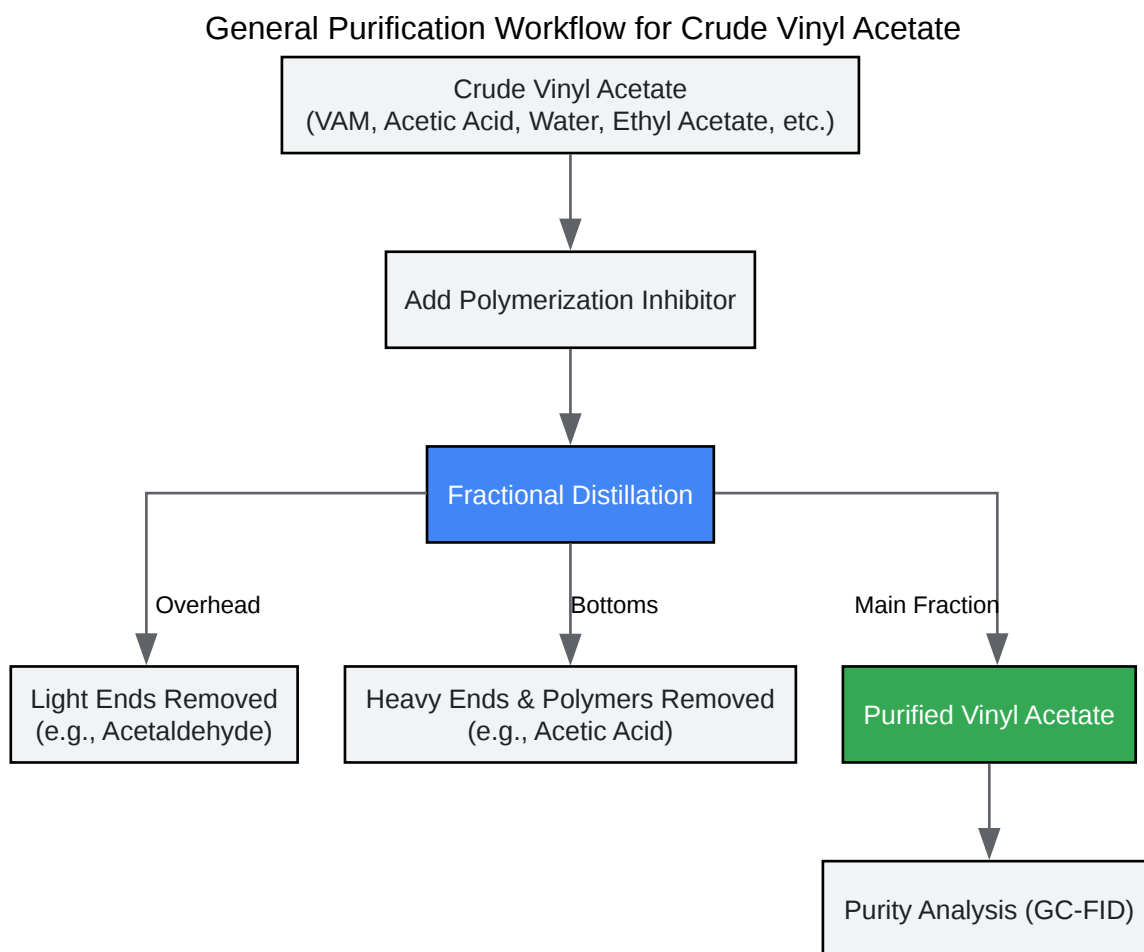 General Purification Workflow for Crude Vinyl Acetate
Crude Vinyl Acetate
(VAM, Acetic Acid, Water, Ethyl Acetate, etc.)
Add Polymerization Inhibitor
Fractional Distillation
Overhead
Bottoms
Main Fraction
Light Ends Removed
(e.g., Acetaldehyde)
Heavy Ends & Polymers Removed
(e.g., Acetic Acid)
Purified Vinyl Acetate
Purity Analysis (GC-FID)